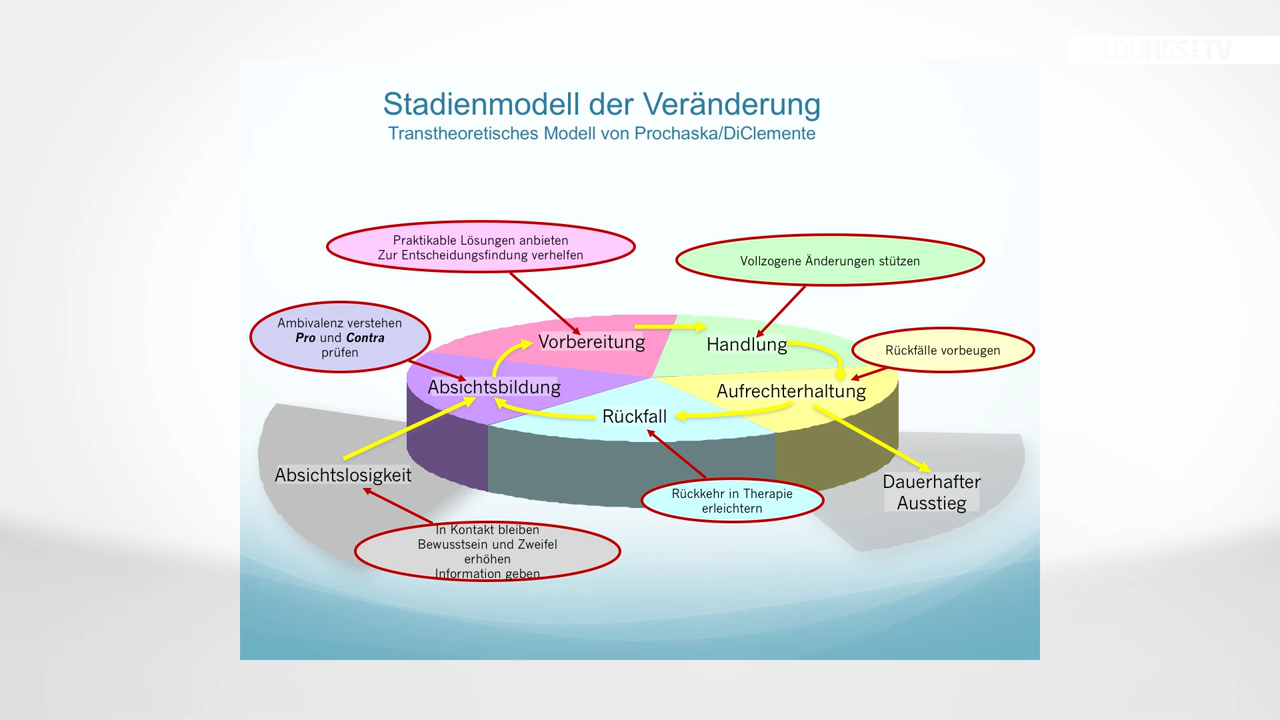 BILDUNGS TV
Stadienmodell der Veränderung
Transtheoretisches Modell von Prochaska/DiClemente
Praktikable Lösungen anbieten
Zur Entscheidungsfindung verhelfen
Vollzogene Änderungen stützen
Ambivalenz verstehen
Pro und Contra
prüfen
Rückfälle vorbeugen
Vorbereitung
Handlung
Absichtsbildung
Aufrechterhaltung
Rückfall
Absichtslosigkeit
Dauerhafter
Ausstieg
Rückkehr in Therapie
erleichtern
In Kontakt bleiben
Bewusstsein und Zweifel
erhöhen
Information geben